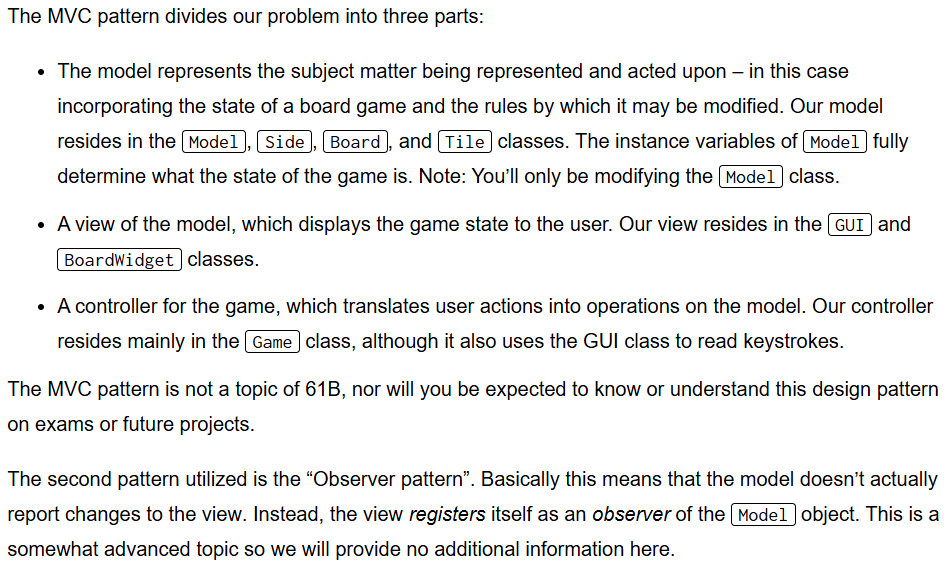 The MVC pattern divides our problem into three parts:
• The model represents the subject matter being represented and acted upon – in this case
incorporating the state of a board game and the rules by which it may be modified. Our model
resides in the Model, Side, Board, and Tile classes. The instance variables of Model fully
determine what the state of the game is. Note: You’ll only be modifying the Model class.
• A view of the model, which displays the game state to the user. Our view resides in the GUI and
BoardWidget classes.
• A controller for the game, which translates user actions into operations on the model. Our controller
resides mainly in the Game class, although it also uses the GUI class to read keystrokes.
The MVC pattern is not a topic of 61B, nor will you be expected to know or understand this design pattern
on exams or future projects.
The second pattern utilized is the “Observer pattern”. Basically this means that the model doesn’t actually
report changes to the view. Instead, the view registers itself as an observer of the Model object. This is a
somewhat advanced topic so we will provide no additional information here.